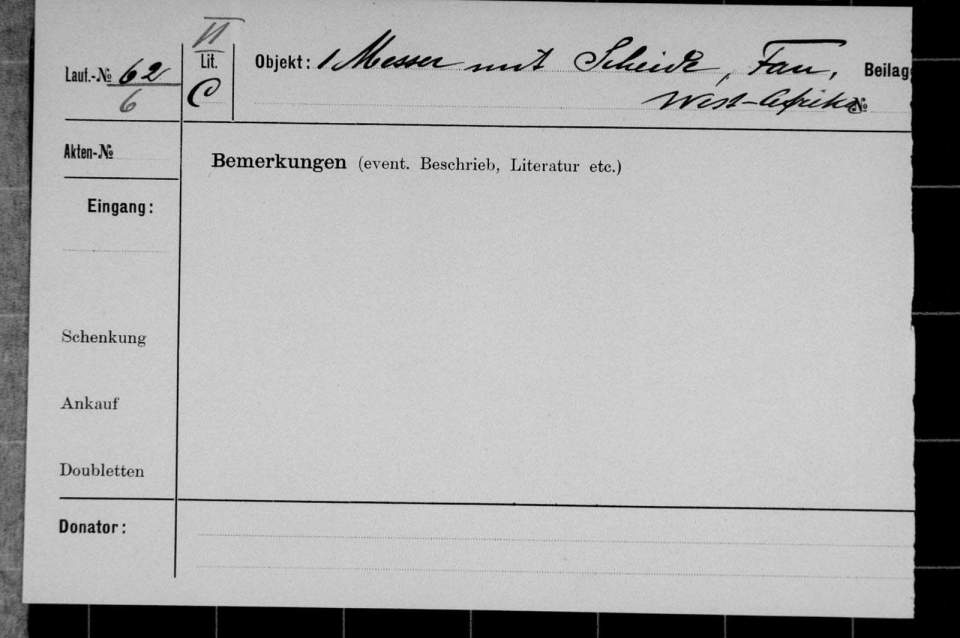 VI
Lauf.-№ 62 Lit. Objekt: 1 Messer mit Scheide, Fan, Beilag
6 C West-Afrika №
Akten-№
Bemerkungen (event. Beschrieb, Literatur etc.)
Eingang:
Schenkung
Ankauf
Doubletten
Donator: